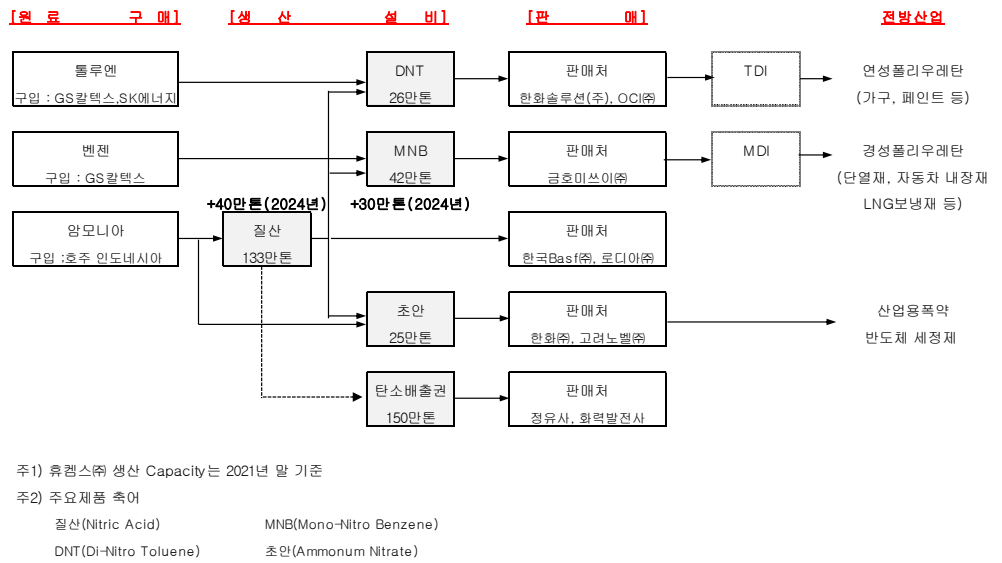 [원 료 구 매] [생 산 설 비] [판 매] 전방산업
톨루엔
구입 : GS칼텍스,SK에너지
DNT
26만톤
판매처
한화솔루션(주), OCI㈜
TDI
연성폴리우레탄
(가구, 페인트 등)
벤젠
구입 : GS칼텍스
MNB
42만톤
판매처
금호미쓰이㈜
MDI
경성폴리우레탄
(단열재, 자동차 내장재
LNG보냉재 등)
+40만톤(2024년) +30만톤(2024년)
암모니아
구입 ;호주 인도네시아
질산
133만톤
판매처
한국Basf㈜, 로디아㈜
초안
25만톤
판매처
한화㈜, 고려노벨㈜
산업용폭약
반도체 세정제
탄소배출권
150만톤
판매처
정유사, 화력발전사
주1) 휴켐스㈜ 생산 Capacity는 2021년 말 기준
주2) 주요제품 축어
질산(Nitric Acid) MNB(Mono-Nitro Benzene)
DNT(Di-Nitro Toluene) 초안(Ammonum Nitrate)